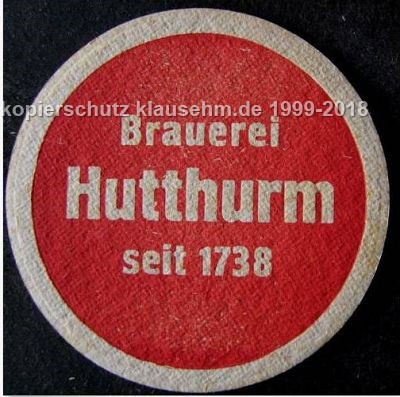 kopierschutz klausehm.de 1999-2018
Brauerei
Hutthurm
seit 1738